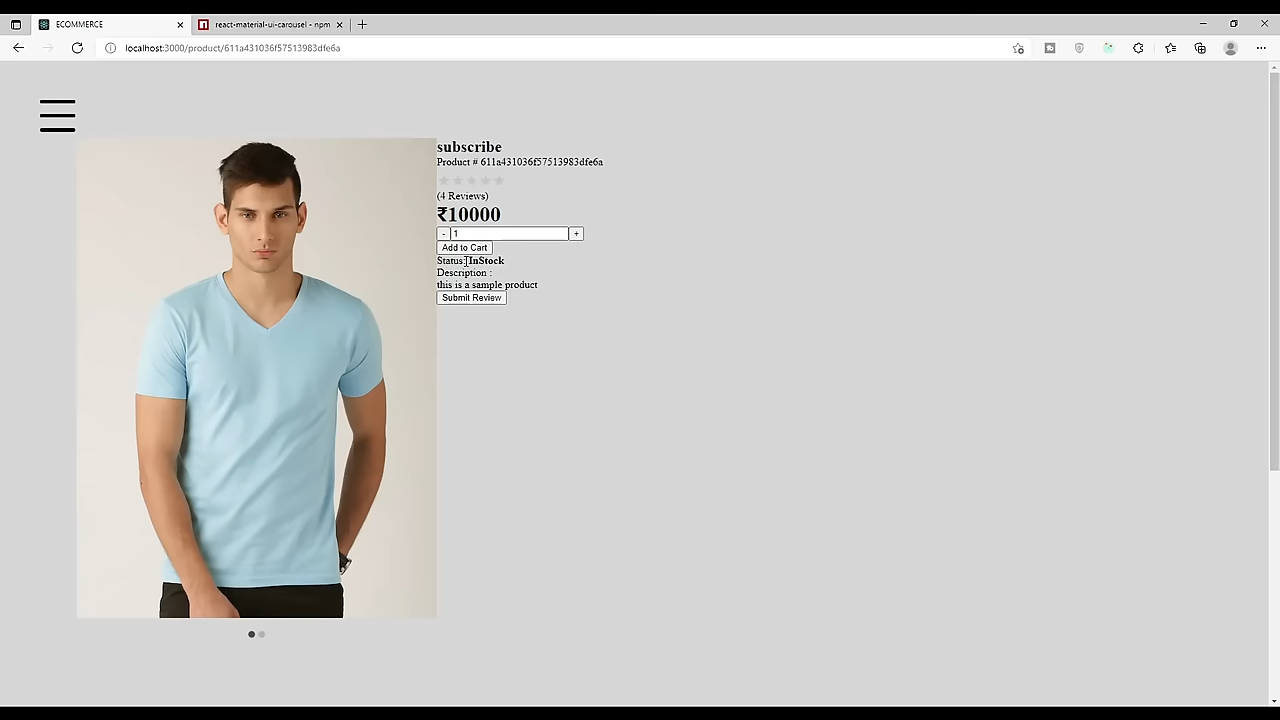 ECOMMERCE
react-material-ui-carousel - npm
localhost:3000/product/611a431036f57513983dfe6a
subscribe
Product # 611a431036f57513983dfe6a
(4 Reviews)
₹10000
- 1 +
Add to Cart
Status: InStock
Description :
this is a sample product
Submit Review